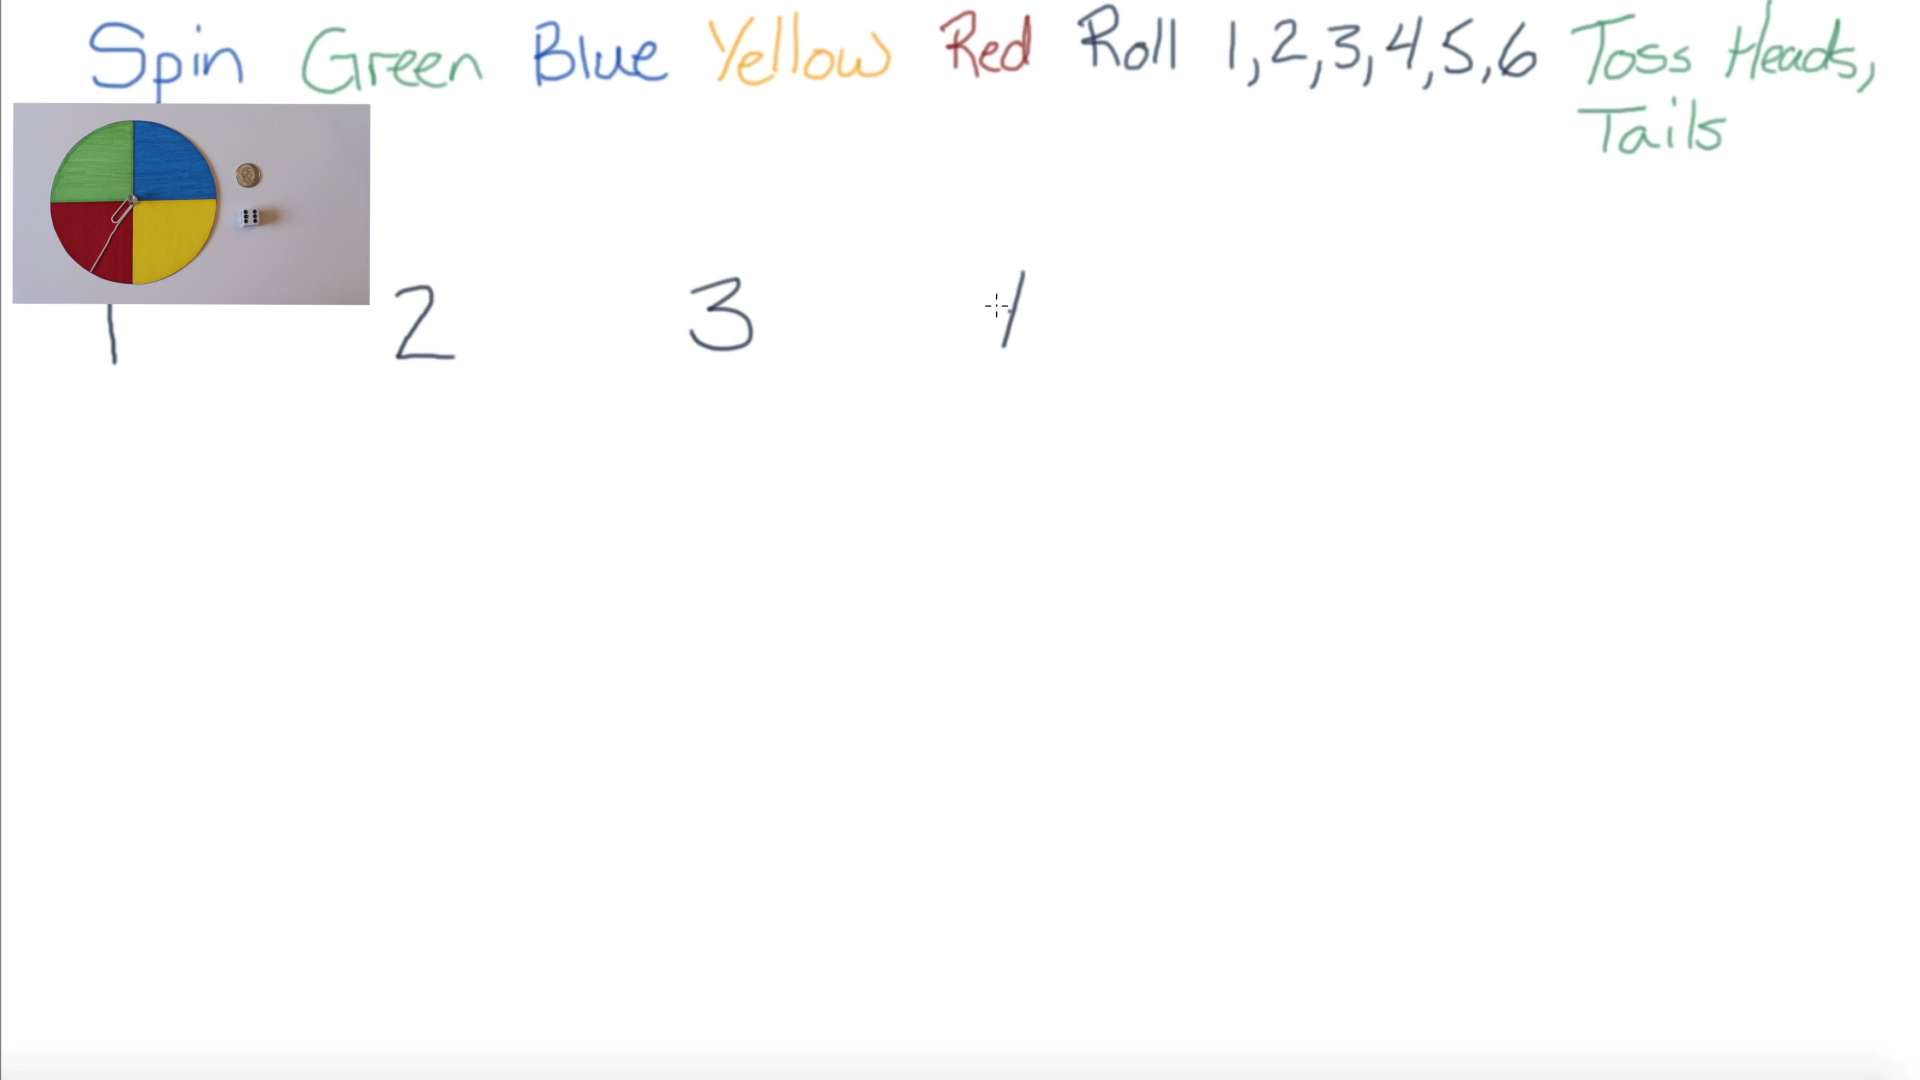 Spin Green Blue Yellow Red Roll 1,2,3,4,5,6 Toss Heads,
Tails
1 2 3